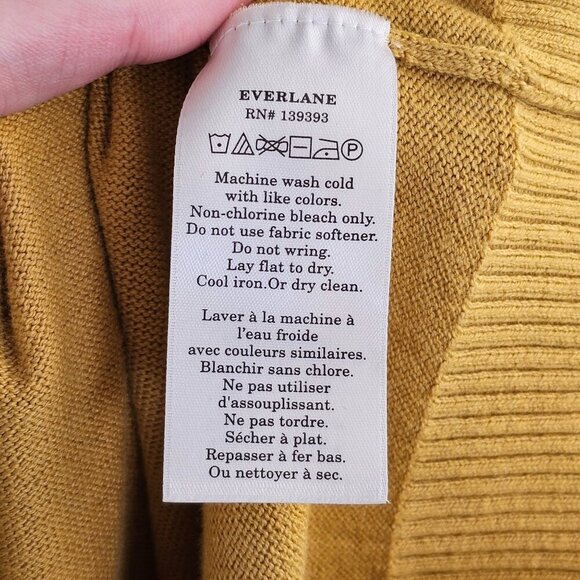 EVERLANE
RN# 139393
P
Machine wash cold
with like colors.
Non-chlorine bleach only.
Do not use fabric softener.
Do not wring.
Lay flat to dry.
Cool iron.Or dry clean.
Laver à la machine à
l'eau froide
avec couleurs similaires.
Blanchir sans chlore.
Ne pas utiliser
d'assouplissant.
Ne pas tordre.
Sécher à plat.
Repasser à fer bas.
Ou nettoyer à sec.